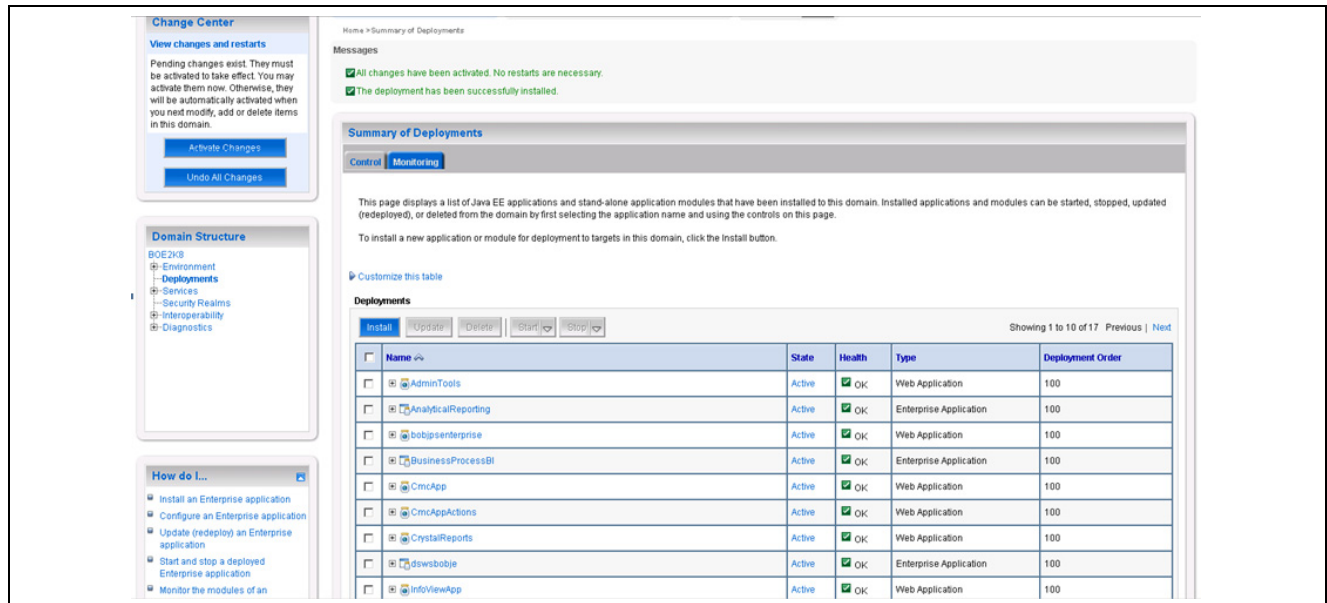 Change Center
View changes and restarts
Pending changes exist. They must
be activated to take effect. You may
activate them now. Otherwise, they
will be automatically activated when
you next modify, add or delete items
in this domain.
Activate Changes
Undo All Changes
Domain Structure
BOE2K8
Environment
Deployments
Services
Security Realms
Interoperability
Diagnostics
How do I...
Install an Enterprise application
Configure an Enterprise application
Update (redeploy) an Enterprise
application
Start and stop a deployed
Enterprise application
Monitor the modules of an
Home >Summary of Deployments
Messages
All changes have been activated. No restarts are necessary.
The deployment has been successfully installed.
Summary of Deployments
Control Monitoring
This page displays a list of Java EE applications and stand-alone application modules that have been installed to this domain. Installed applications and modules can be started, stopped, updated
(redeployed), or deleted from the domain by first selecting the application name and using the controls on this page.
To install a new application or module for deployment to targets in this domain, click the Install button.
Customize this table
Deployments
Install Update Delete Start Stop Showing 1 to 10 of 17 Previous | Next
Name State Health Type Deployment Order
AdminTools Active OK Web Application 100
AnalyticalReporting Active OK Enterprise Application 100
bobjpsenterprise Active OK Web Application 100
BusinessProcessBI Active OK Enterprise Application 100
CmcApp Active OK Web Application 100
CmcAppActions Active OK Web Application 100
CrystalReports Active OK Web Application 100
dswsbobje Active OK Enterprise Application 100
InfoViewApp Active OK Web Application 100